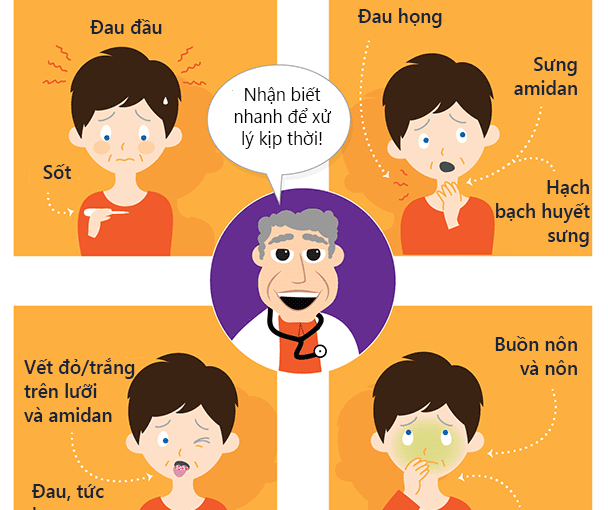 Đau đầu
Sốt
Nhận biết
nhanh để xử
lý kịp thời!
Đau họng
Sưng
amidan
Hạch
bạch huyết
sưng
Vết đỏ/trắng
trên lưỡi
và amidan
Đau, tức
Buồn nôn
và nôn